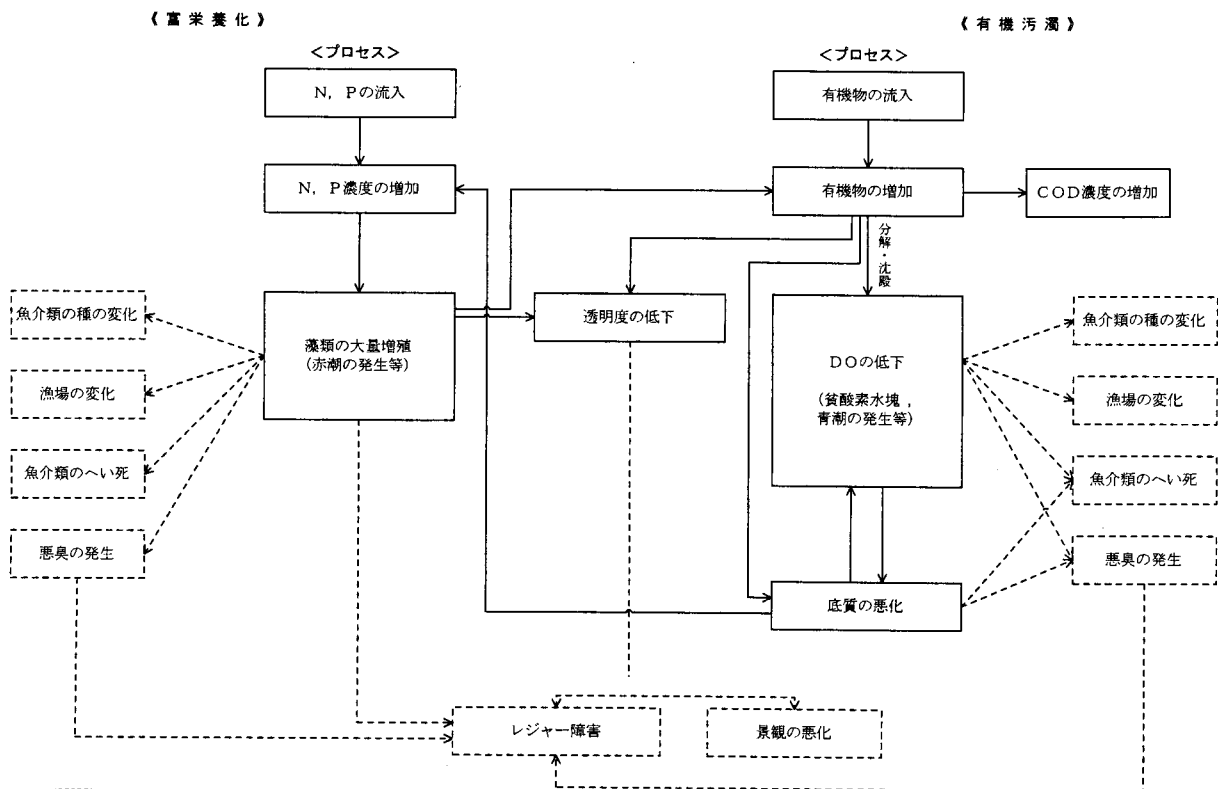 《富栄養化》
《有機汚濁》
＜プロセス＞
N，Pの流入
N，P濃度の増加
藻類の大量増殖
（赤潮の発生等）
魚介類の種の変化
漁場の変化
魚介類のへい死
悪臭の発生
透明度の低下
＜プロセス＞
有機物の流入
有機物の増加
COD濃度の増加
分解・沈殿
DOの低下
（貧酸素水塊，
青潮の発生等）
底質の悪化
魚介類の種の変化
漁場の変化
魚介類のへい死
悪臭の発生
レジャー障害
景観の悪化